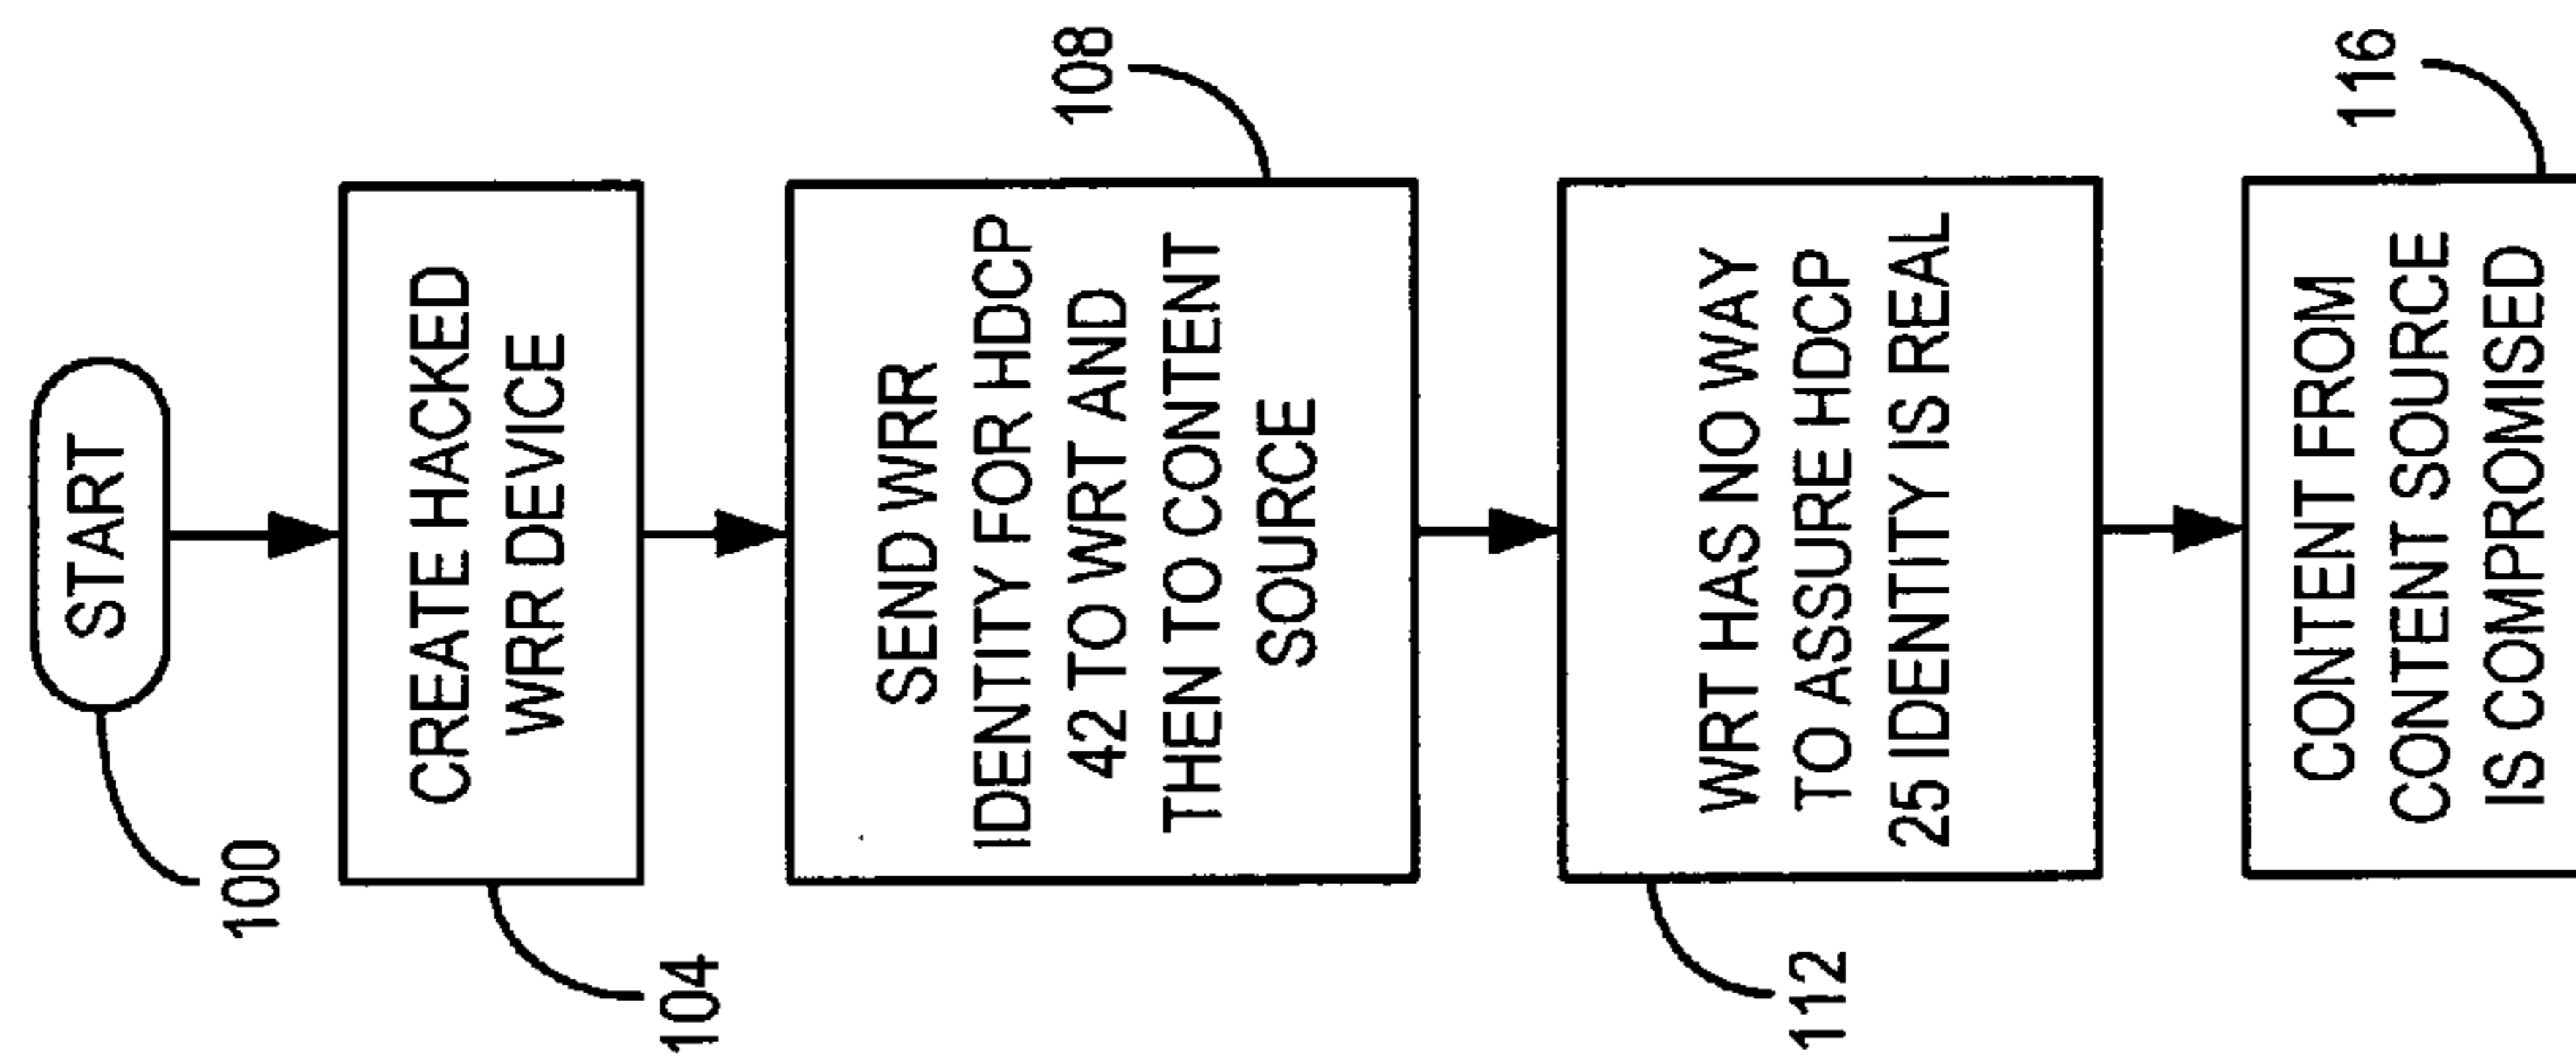 START
100
CREATE HACKED
WRR DEVICE
104
SEND WRR
IDENTITY FOR HDCP
42 TO WRT AND
THEN TO CONTENT
SOURCE
108
WRT HAS NO WAY
TO ASSURE HDCP
25 IDENTITY IS REAL
112
CONTENT FROM
CONTENT SOURCE
IS COMPROMISED
116